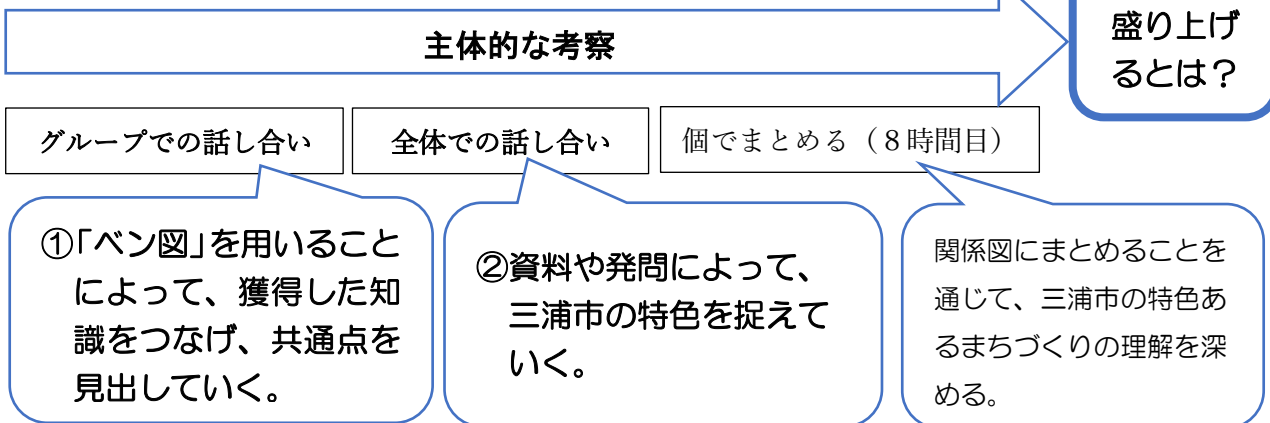 盛り上げ
るとは？
主体的な考察
グループでの話し合い
全体での話し合い
個でまとめる（８時間目）
①「ベン図」を用いること
によって、獲得した知
識をつなげ、共通点を
見出していく。
②資料や発問によって、
三浦市の特色を捉えて
いく。
関係図にまとめることを
通じて、三浦市の特色あ
るまちづくりの理解を深
める。